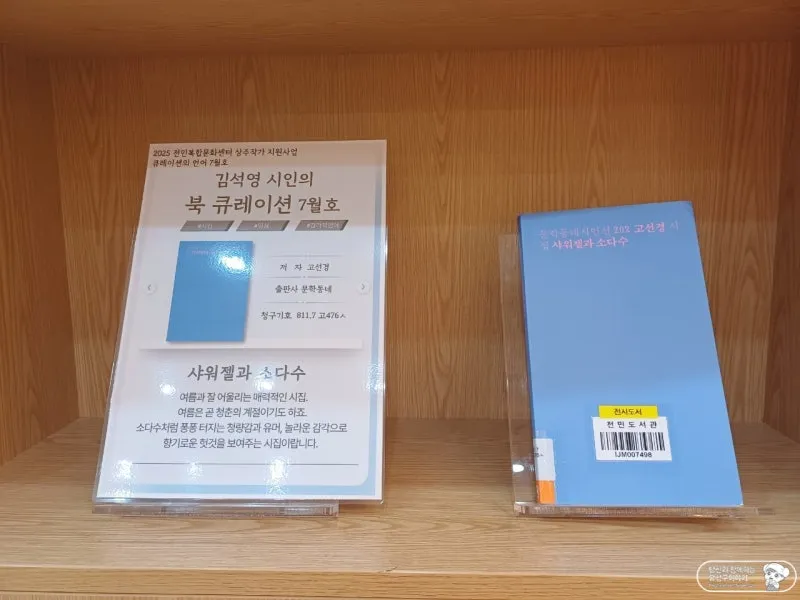 2025 전민복합문화센터 상주작가 지원사업
큐레이션의 언어 7월호
김석영 시인의
북 큐레이션 7월호
저 자 고선경
출판사 문학동네
청구기호 811.7 고476ㅅ
샤워젤과 소다수
여름과 잘 어울리는 매력적인 시집.
여름은 곧 청춘의 계절이기도 하죠.
소다수처럼 퐁퐁 터지는 청량감과 유머, 놀라운 감각으로
향기로운 헛것을 보여주는 시집이랍니다.
문학동네시인선 202 고선경 시
집 샤워젤과 소다수
전시도서
전민도서관
IJM007498